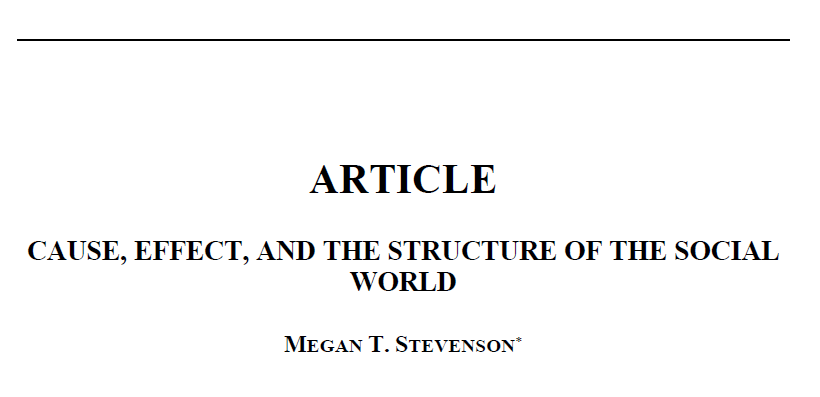 ARTICLE
CAUSE, EFFECT, AND THE STRUCTURE OF THE SOCIAL
WORLD
MEGAN T. STEVENSON*